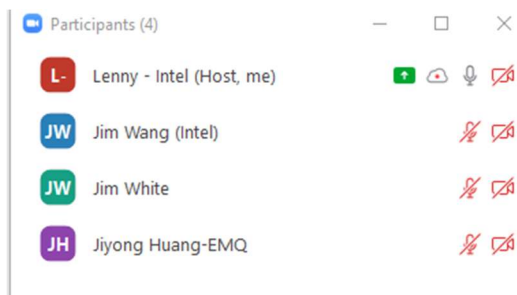 Participants (4)
L- Lenny - Intel (Host, me)
JW Jim Wang (Intel)
JW Jim White
JH Jiyong Huang-EMQ